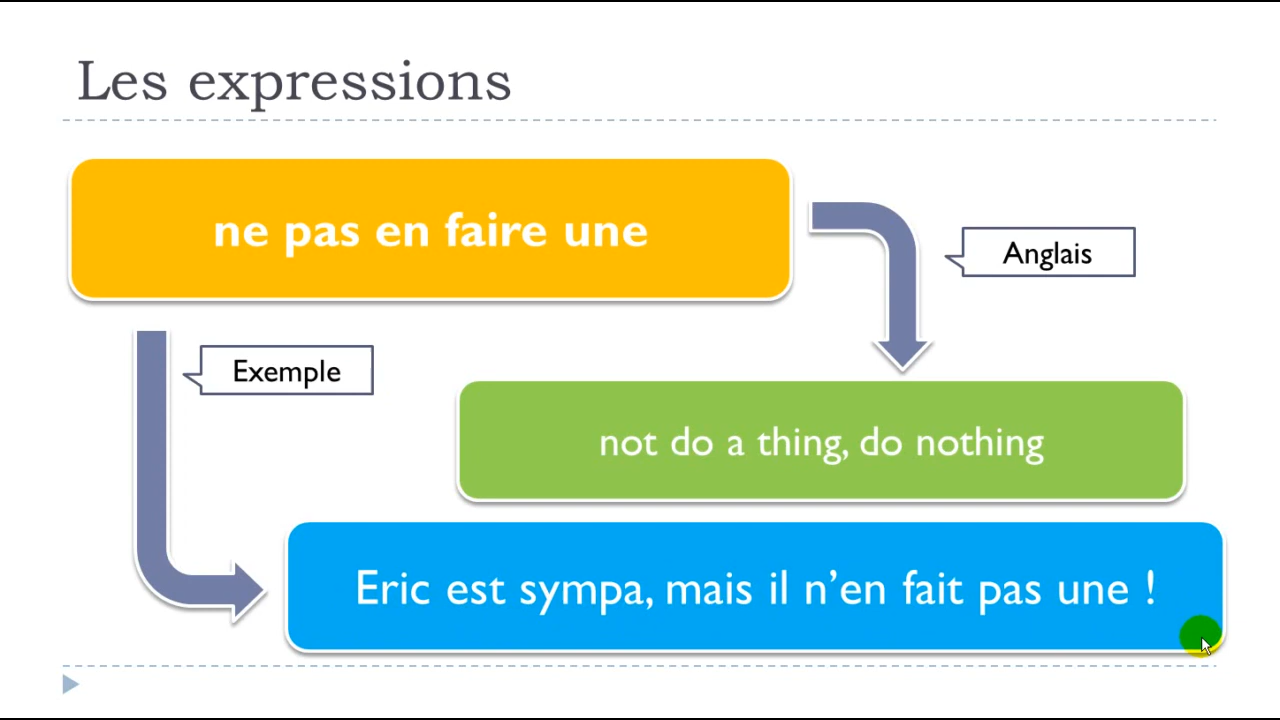 Les expressions
ne pas en faire une
Anglais
Exemple
not do a thing, do nothing
Eric est sympa, mais il n’en fait pas une !